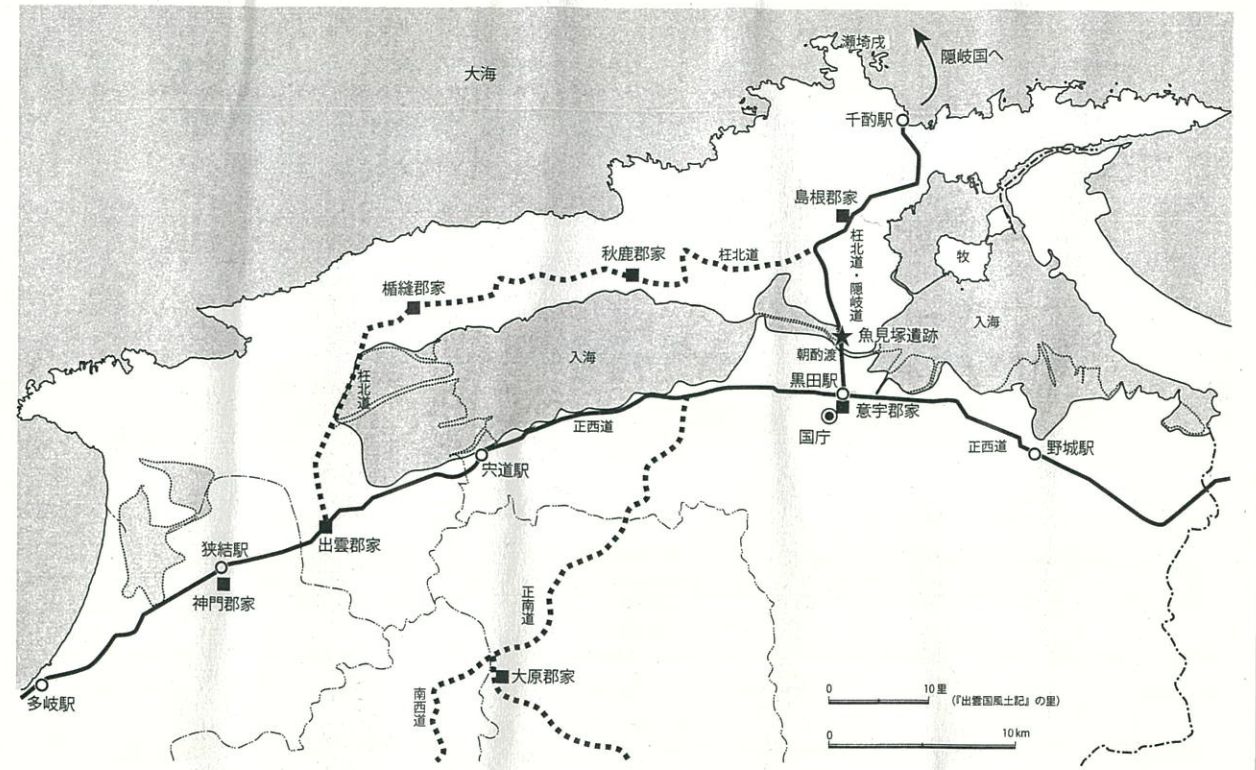 大海
瀬埼戌
隠岐国へ
千酌駅
島根郡家
枉北道・隠岐道
秋鹿郡家
枉北道
楯縫郡家
牧
入海
入海
魚見塚遺跡
朝酌渡
黒田駅
意宇郡家
国庁
枉北道
正西道
正西道
野城駅
宍道駅
出雲郡家
狭結駅
神門郡家
正南道
大原郡家
南西道
多岐駅
0 10里
(『出雲国風土記』の里)
0 10km